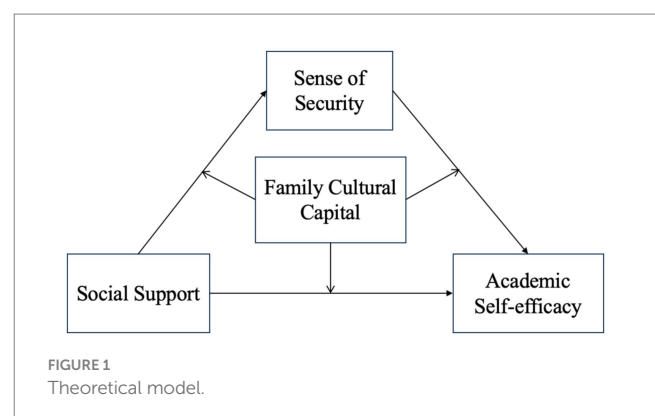 Sense of
Security
Family Cultural
Capital
Social Support
Academic
Self-efficacy
FIGURE 1
Theoretical model.